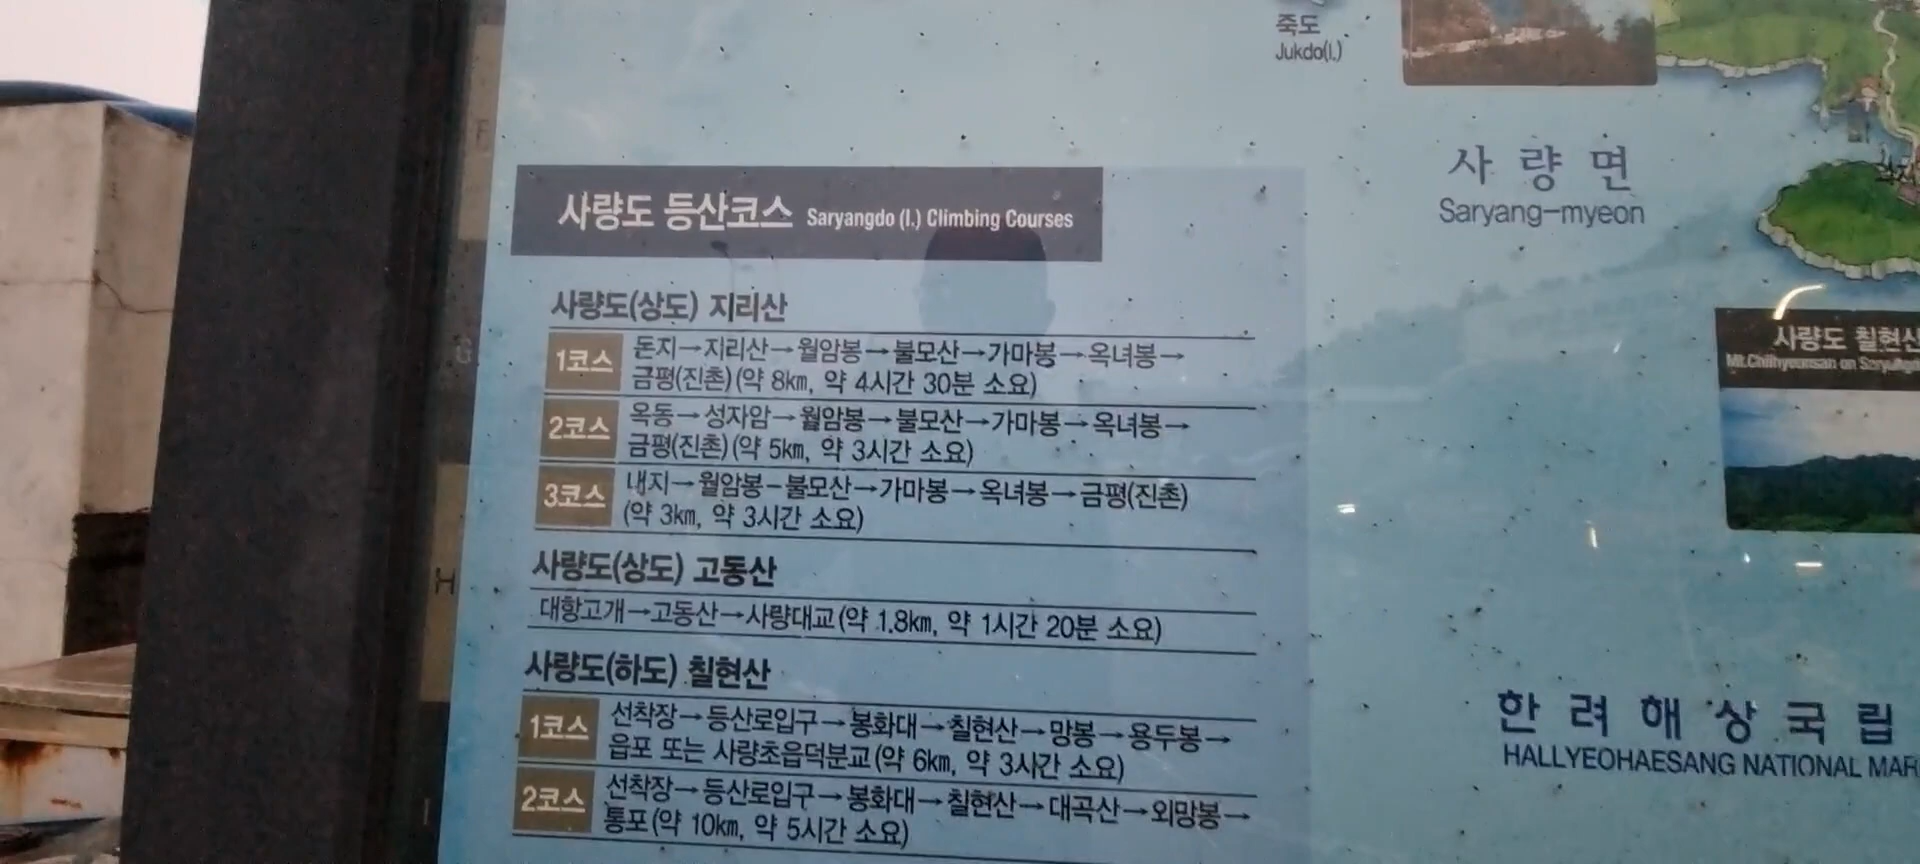 죽도
Jukdo(I.)
사량면
Saryang-myeon
사량도 등산코스 Saryangdo (I.) Climbing Courses
사량도(상도) 지리산
1코스 돈지→지리산→월암봉→불모산→가마봉→옥녀봉→
금평(진촌)(약 8km, 약 4시간 30분 소요)
2코스 옥동→성자암→월암봉→불모산→가마봉→옥녀봉→
금평(진촌)(약 5km, 약 3시간 소요)
3코스 내지→월암봉-불모산→가마봉→옥녀봉→금평(진촌)
(약 3km, 약 3시간 소요)
사량도(상도) 고동산
대항고개→고동산→사량대교(약 1.8km, 약 1시간 20분 소요)
사량도(하도) 칠현산
1코스 선착장→등산로입구→봉화대→칠현산→망봉→용두봉→
읍포 또는 사량초읍덕분교(약 6km, 약 3시간 소요)
2코스 선착장→등산로입구→봉화대→칠현산→대곡산→외망봉→
통포(약 10km, 약 5시간 소요)
사량도 칠현산
Mt.Chilhyeonsan on
한려해상국립
HALLYEOHAESANG NATIONAL MAR